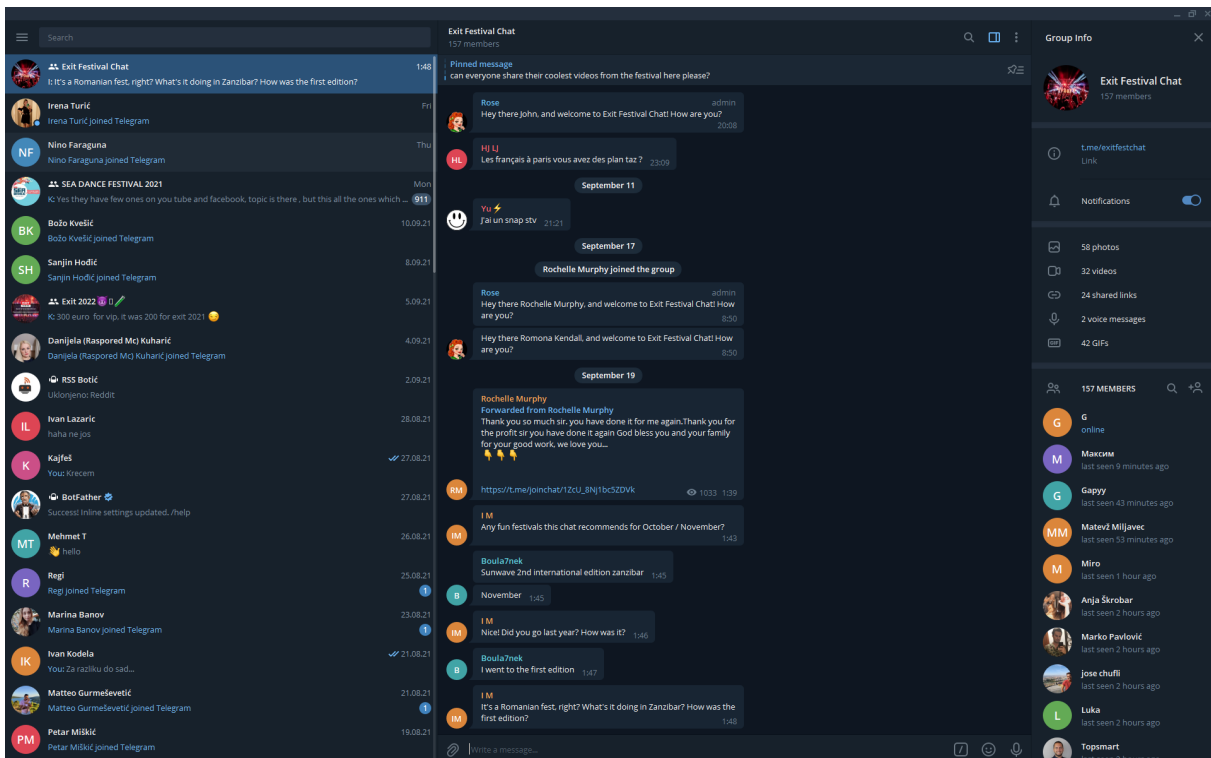 Search
Exit Festival Chat
1:48
I: It's a Romanian fest, right? What's it doing in Zanzibar? How was the first edition?
Irena Turić
Fri
Irena Turić joined Telegram
NF
Nino Faraguna
Thu
Nino Faraguna joined Telegram
SEA DANCE FESTIVAL 2021
Mon
K: Yes they have few ones on you tube and facebook, topic is there , but this all the ones which ...
911
BK
Božo Kvešić
10.09.21
Božo Kvešić joined Telegram
SH
Sanjin Hođić
8.09.21
Sanjin Hođić joined Telegram
Exit 2022
5.09.21
K: 300 euro for vip, it was 200 for exit 2021 😏
Danijela (Raspored Mc) Kuharić
4.09.21
Danijela (Raspored Mc) Kuharić joined Telegram
RSS Botić
2.09.21
Uklonjeno: Reddit
IL
Ivan Lazaric
28.08.21
haha ne jos
K
Kajfeš
27.08.21
You: Krecem
BotFather
27.08.21
Success! Inline settings updated. /help
MT
Mehmet T
26.08.21
👋 hello
R
Regi
25.08.21
Regi joined Telegram
1
Marina Banov
23.08.21
Marina Banov joined Telegram
1
IK
Ivan Kodela
21.08.21
You: Za razliku do sad...
Matteo Gurmeševetić
21.08.21
Matteo Gurmeševetić joined Telegram
1
PM
Petar Miškić
19.08.21
Petar Miškić joined Telegram
Exit Festival Chat
157 members
Pinned message
can everyone share their coolest videos from the festival here please?
Rose
admin
Hey there John, and welcome to Exit Festival Chat! How are you?
20:08
HL
HJ LJ
Les français à paris vous avez des plan taz ?
23:09
September 11
Yu⚡
J'ai un snap stv
21:21
September 17
Rochelle Murphy joined the group
Rose
admin
Hey there Rochelle Murphy, and welcome to Exit Festival Chat! How
are you?
8:50
Hey there Romona Kendall, and welcome to Exit Festival Chat! How
are you?
8:50
September 19
Rochelle Murphy
Forwarded from Rochelle Murphy
Thank you so much sir. you have done it for me again.Thank you for
the profit sir you have done it again God bless you and your family
for your good work, we love you...
👇👇👇
RM
https://t.me/joinchat/1ZcU_8Nj1bc5ZDVk
1033 1:39
I M
Any fun festivals this chat recommends for October / November?
IM
1:43
Boula7nek
Sunwave 2nd international edition zanzibar
1:45
B
November
1:45
I M
IM
Nice! Did you go last year? How was it?
1:46
Boula7nek
B
I went to the first edition
1:47
I M
It's a Romanian fest, right? What's it doing in Zanzibar? How was the
first edition?
IM
1:48
Write a message...
Group Info
Exit Festival Chat
157 members
t.me/exitfestchat
Link
Notifications
58 photos
32 videos
24 shared links
2 voice messages
GIF
42 GIFs
157 MEMBERS
G
G
online
M
Максим
last seen 9 minutes ago
G
Gapyy
last seen 43 minutes ago
MM
Matevž Miljavec
last seen 53 minutes ago
M
Miro
last seen 1 hour ago
Anja Škrobar
last seen 2 hours ago
Marko Pavlović
last seen 2 hours ago
jose chufli
last seen 2 hours ago
L
Luka
last seen 2 hours ago
Topsmart